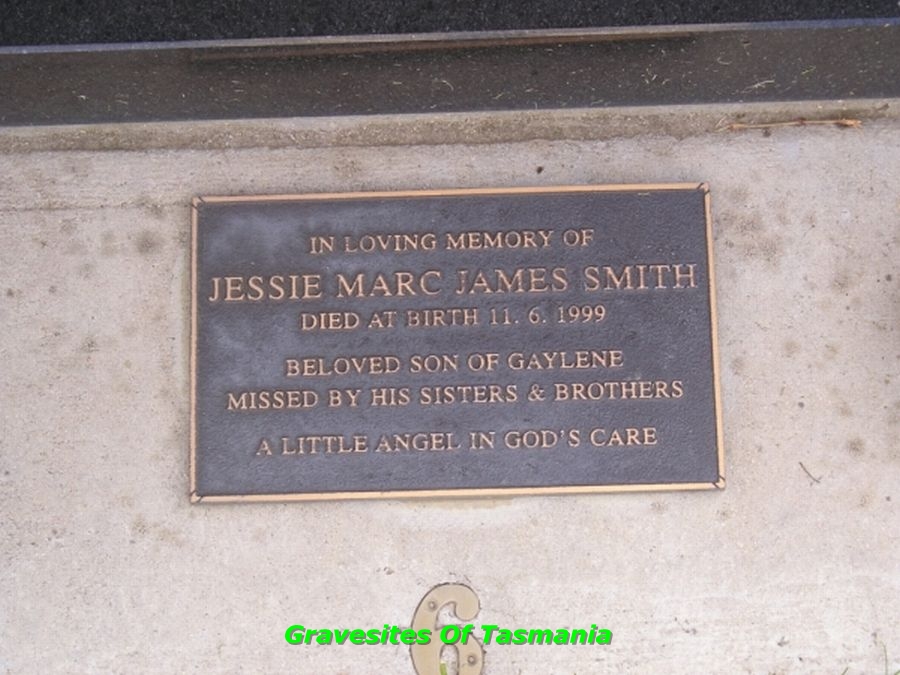 IN LOVING MEMORY OF
JESSIE MARC JAMES SMITH
DIED AT BIRTH 11. 6. 1999
BELOVED SON OF GAYLENE
MISSED BY HIS SISTERS & BROTHERS
A LITTLE ANGEL IN GOD'S CARE
6
Gravesites Of Tasmania